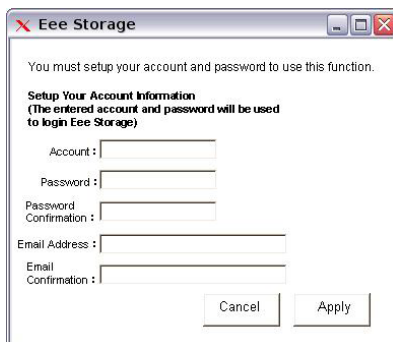 Eee Storage
You must setup your account and password to use this function.
Setup Your Account Information
(The entered account and password will be used
to login Eee Storage)
Account :
Password :
Password
Confirmation :
Email Address :
Email
Confirmation :
Cancel Apply